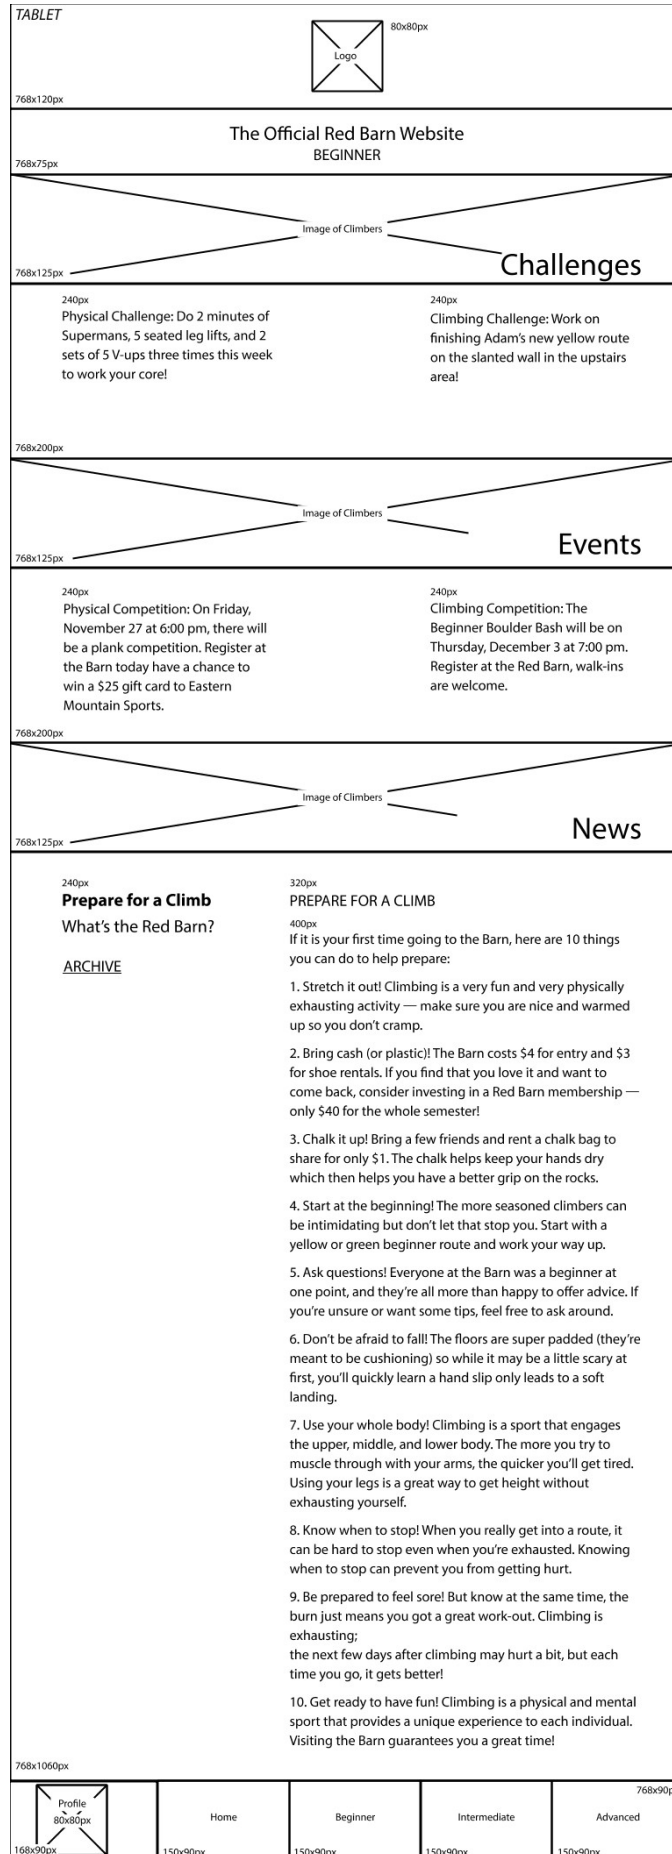 TABLET
80x80px
Logo
768x120px
The Official Red Barn Website
BEGINNER
768x75px
Image of Climbers
Challenges
768x125px
240px
Physical Challenge: Do 2 minutes of
Supermans, 5 seated leg lifts, and 2
sets of 5 V-ups three times this week
to work your core!
240px
Climbing Challenge: Work on
finishing Adam's new yellow route
on the slanted wall in the upstairs
area!
768x200px
Image of Climbers
Events
768x125px
240px
Physical Competition: On Friday,
November 27 at 6:00 pm, there will
be a plank competition. Register at
the Barn today have a chance to
win a $25 gift card to Eastern
Mountain Sports.
240px
Climbing Competition: The
Beginner Boulder Bash will be on
Thursday, December 3 at 7:00 pm.
Register at the Red Barn, walk-ins
are welcome.
768x200px
Image of Climbers
News
768x125px
240px
Prepare for a Climb
What's the Red Barn?
ARCHIVE
320px
PREPARE FOR A CLIMB
400px
If it is your first time going to the Barn, here are 10 things
you can do to help prepare:
1. Stretch it out! Climbing is a very fun and very physically
exhausting activity — make sure you are nice and warmed
up so you don't cramp.
2. Bring cash (or plastic)! The Barn costs $4 for entry and $3
for shoe rentals. If you find that you love it and want to
come back, consider investing in a Red Barn membership —
only $40 for the whole semester!
3. Chalk it up! Bring a few friends and rent a chalk bag to
share for only $1. The chalk helps keep your hands dry
which then helps you have a better grip on the rocks.
4. Start at the beginning! The more seasoned climbers can
be intimidating but don't let that stop you. Start with a
yellow or green beginner route and work your way up.
5. Ask questions! Everyone at the Barn was a beginner at
one point, and they're all more than happy to offer advice. If
you're unsure or want some tips, feel free to ask around.
6. Don't be afraid to fall! The floors are super padded (they're
meant to be cushioning) so while it may be a little scary at
first, you'll quickly learn a hand slip only leads to a soft
landing.
7. Use your whole body! Climbing is a sport that engages
the upper, middle, and lower body. The more you try to
muscle through with your arms, the quicker you'll get tired.
Using your legs is a great way to get height without
exhausting yourself.
8. Know when to stop! When you really get into a route, it
can be hard to stop even when you're exhausted. Knowing
when to stop can prevent you from getting hurt.
9. Be prepared to feel sore! But know at the same time, the
burn just means you got a great work-out. Climbing is
exhausting;
the next few days after climbing may hurt a bit, but each
time you go, it gets better!
10. Get ready to have fun! Climbing is a physical and mental
sport that provides a unique experience to each individual.
Visiting the Barn guarantees you a great time!
768x1060px
768x90p
Profile
80x80px
168x90px
Home
150x90px
Beginner
150x90px
Intermediate
150x90px
Advanced
150x90px